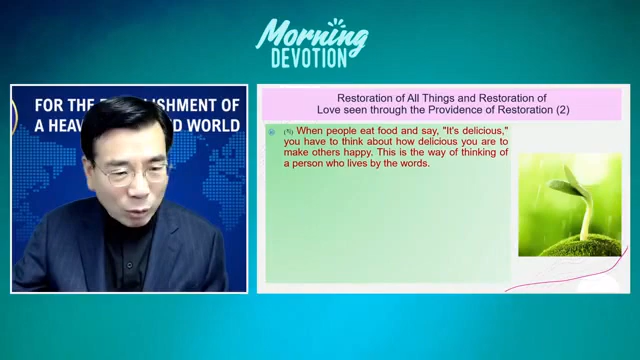 Morning
DEVOTION
FOR THE
ISHMENT OF
A HEAV
D WORLD
Restoration of All Things and Restoration of
Love seen through the Providence of Restoration (2)
When people eat food and say, "It's delicious,"
you have to think about how delicious you are to
make others happy. This is the way of thinking of
a person who lives by the words.